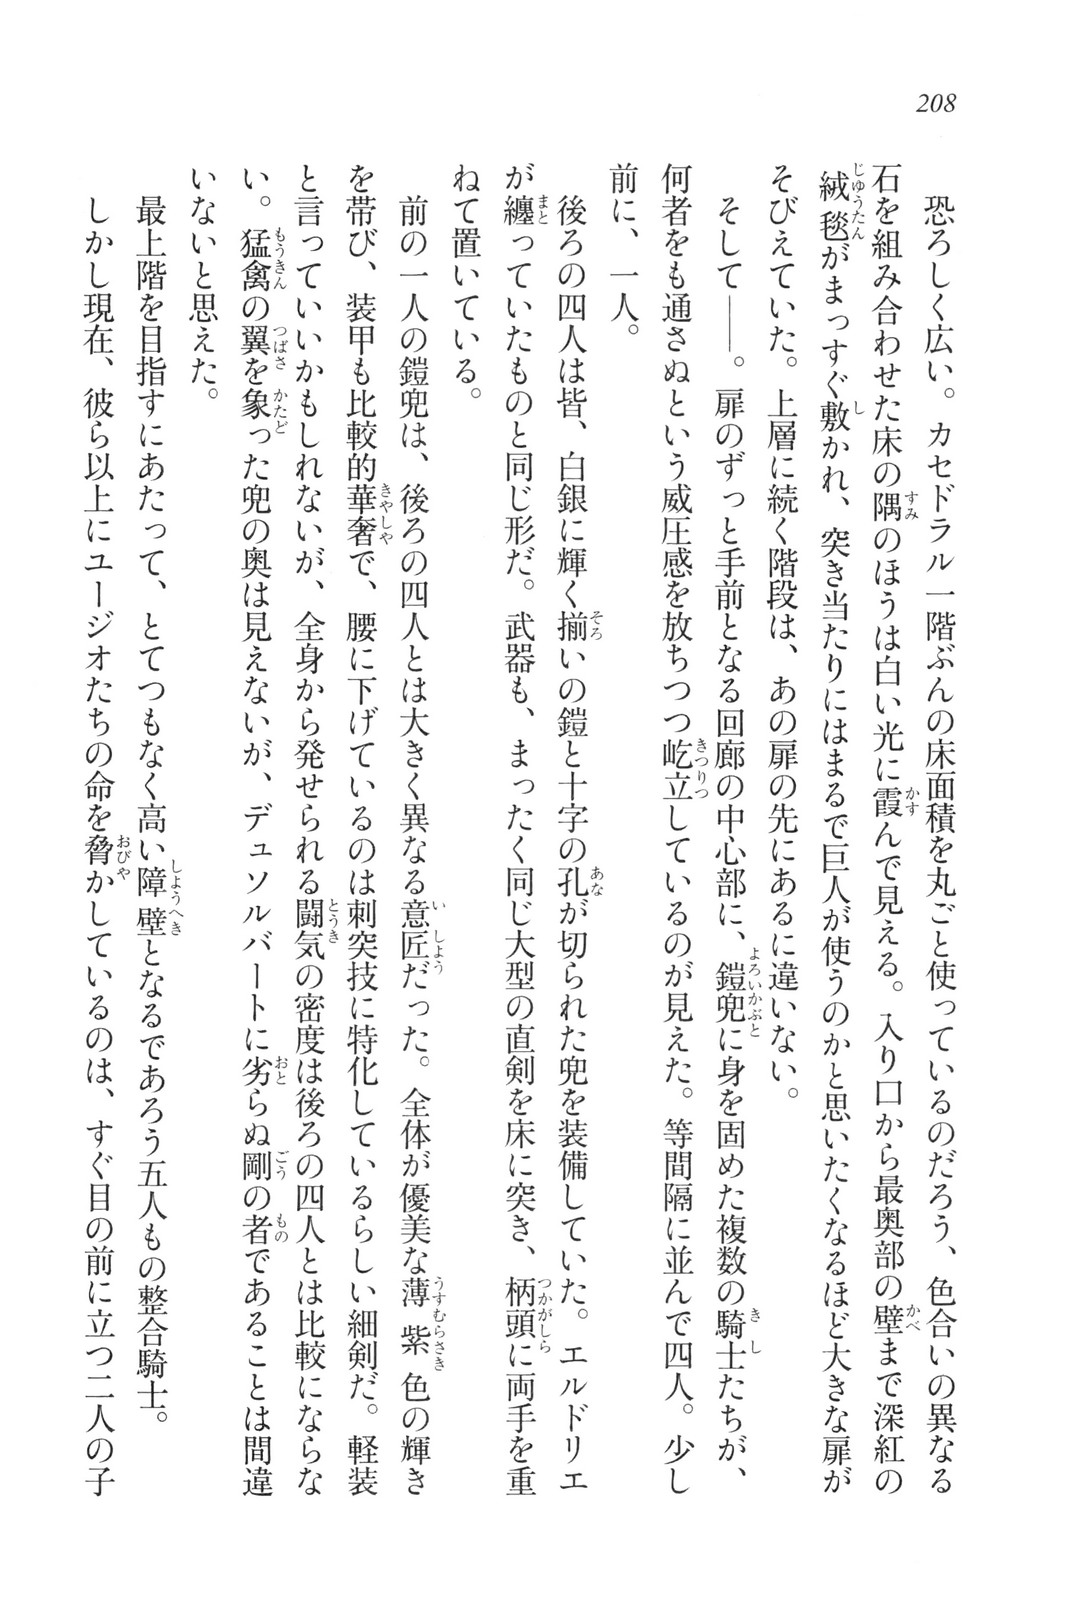 208
恐ろしく広い。カセドラル一階ぶんの床面積を丸ごと使っているのだろう、色合いの異なる
石を組み合わせた床の隅のほうは白い光に霞んで見える。入り口から最奥部の壁まで深紅の
絨毯がまっすぐ敷かれ、突き当たりにはまるで巨人が使うのかと思いたくなるほど大きな扉が
そびえていた。上層に続く階段は、あの扉の先にあるに違いない。
そして――。扉のずっと手前となる回廊の中心部に、鎧兜に身を固めた複数の騎士たちが、
何者をも通さぬという威圧感を放ちつつ屹立しているのが見えた。等間隔に並んで四人。少し
前に、一人。
後ろの四人は皆、白銀に輝く揃いの鎧と十字の孔が切られた兜を装備していた。エルドリエ
が纏っていたものと同じ形だ。武器も、まったく同じ大型の直剣を床に突き、柄頭に両手を重
ねて置いている。
前の一人の鎧兜は、後ろの四人とは大きく異なる意匠だった。全体が優美な薄紫色の輝き
を帯び、装甲も比較的華奢で、腰に下げているのは刺突技に特化しているらしい細剣だ。軽装
と言っていいかもしれないが、全身から発せられる闘気の密度は後ろの四人とは比較にならな
い。猛禽の翼を象った兜の奥は見えないが、デュソルバートに劣らぬ剛の者であることは間違
いないと思えた。
最上階を目指すにあたって、とてつもなく高い障壁となるであろう五人もの整合騎士。
しかし現在、彼ら以上にユージオたちの命を脅かしているのは、すぐ目の前に立つ二人の子